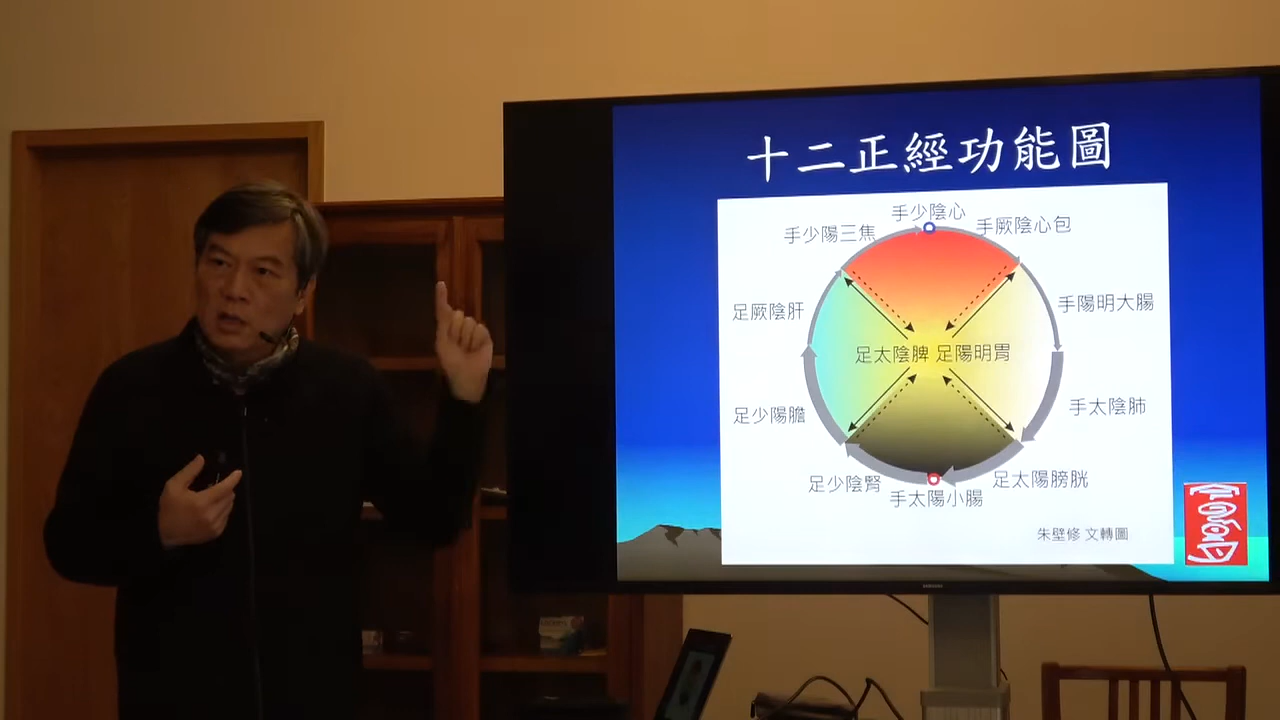 十二正經功能圖
手少陰心
手少陽三焦
手厥陰心包
足厥陰肝
手陽明大腸
足太陰脾 足陽明胃
足少陽膽
手太陰肺
足少陰腎
手太陽小腸
足太陽膀胱
朱壁修 文轉圖
SAMSUNG